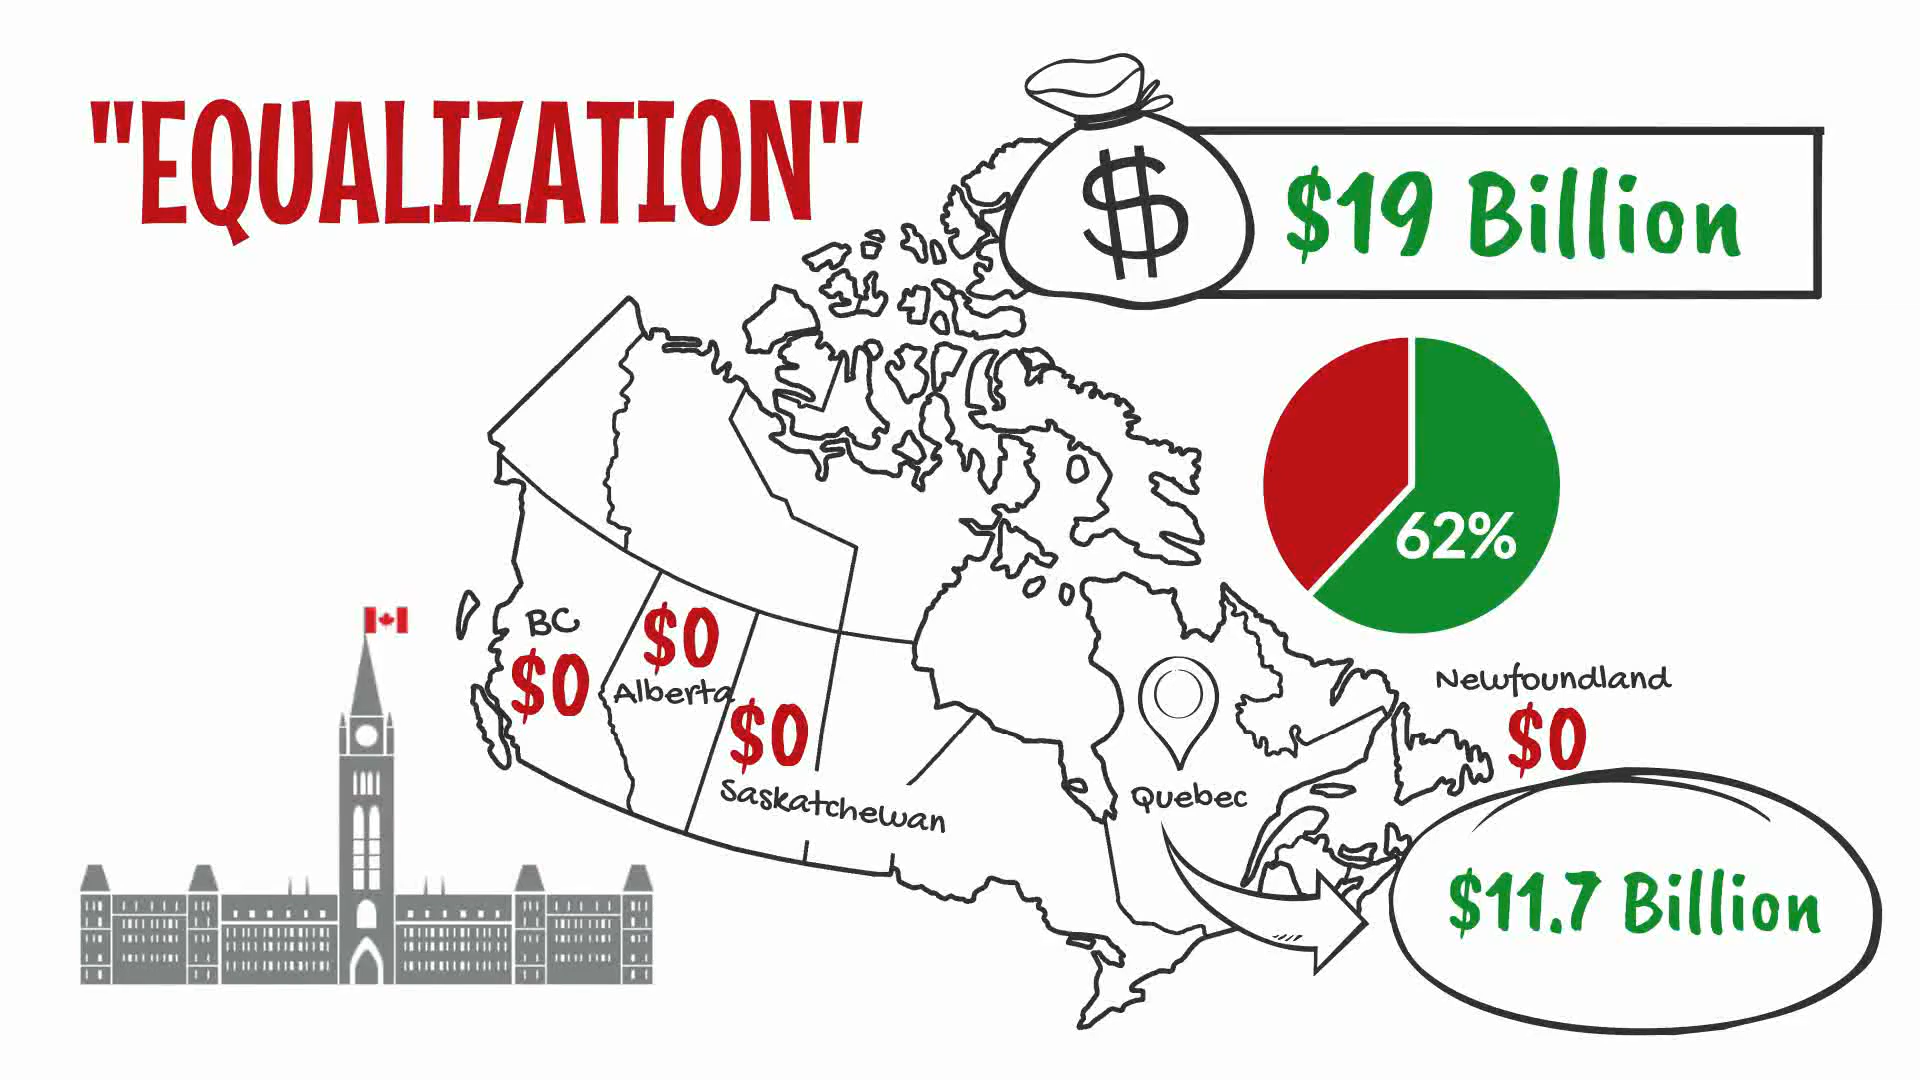 "EQUALIZATION"
$
$19 Billion
62%
BC
$0
$0
Alberta
$0
Saskatchewan
Quebec
Newfoundland
$0
$11.7 Billion